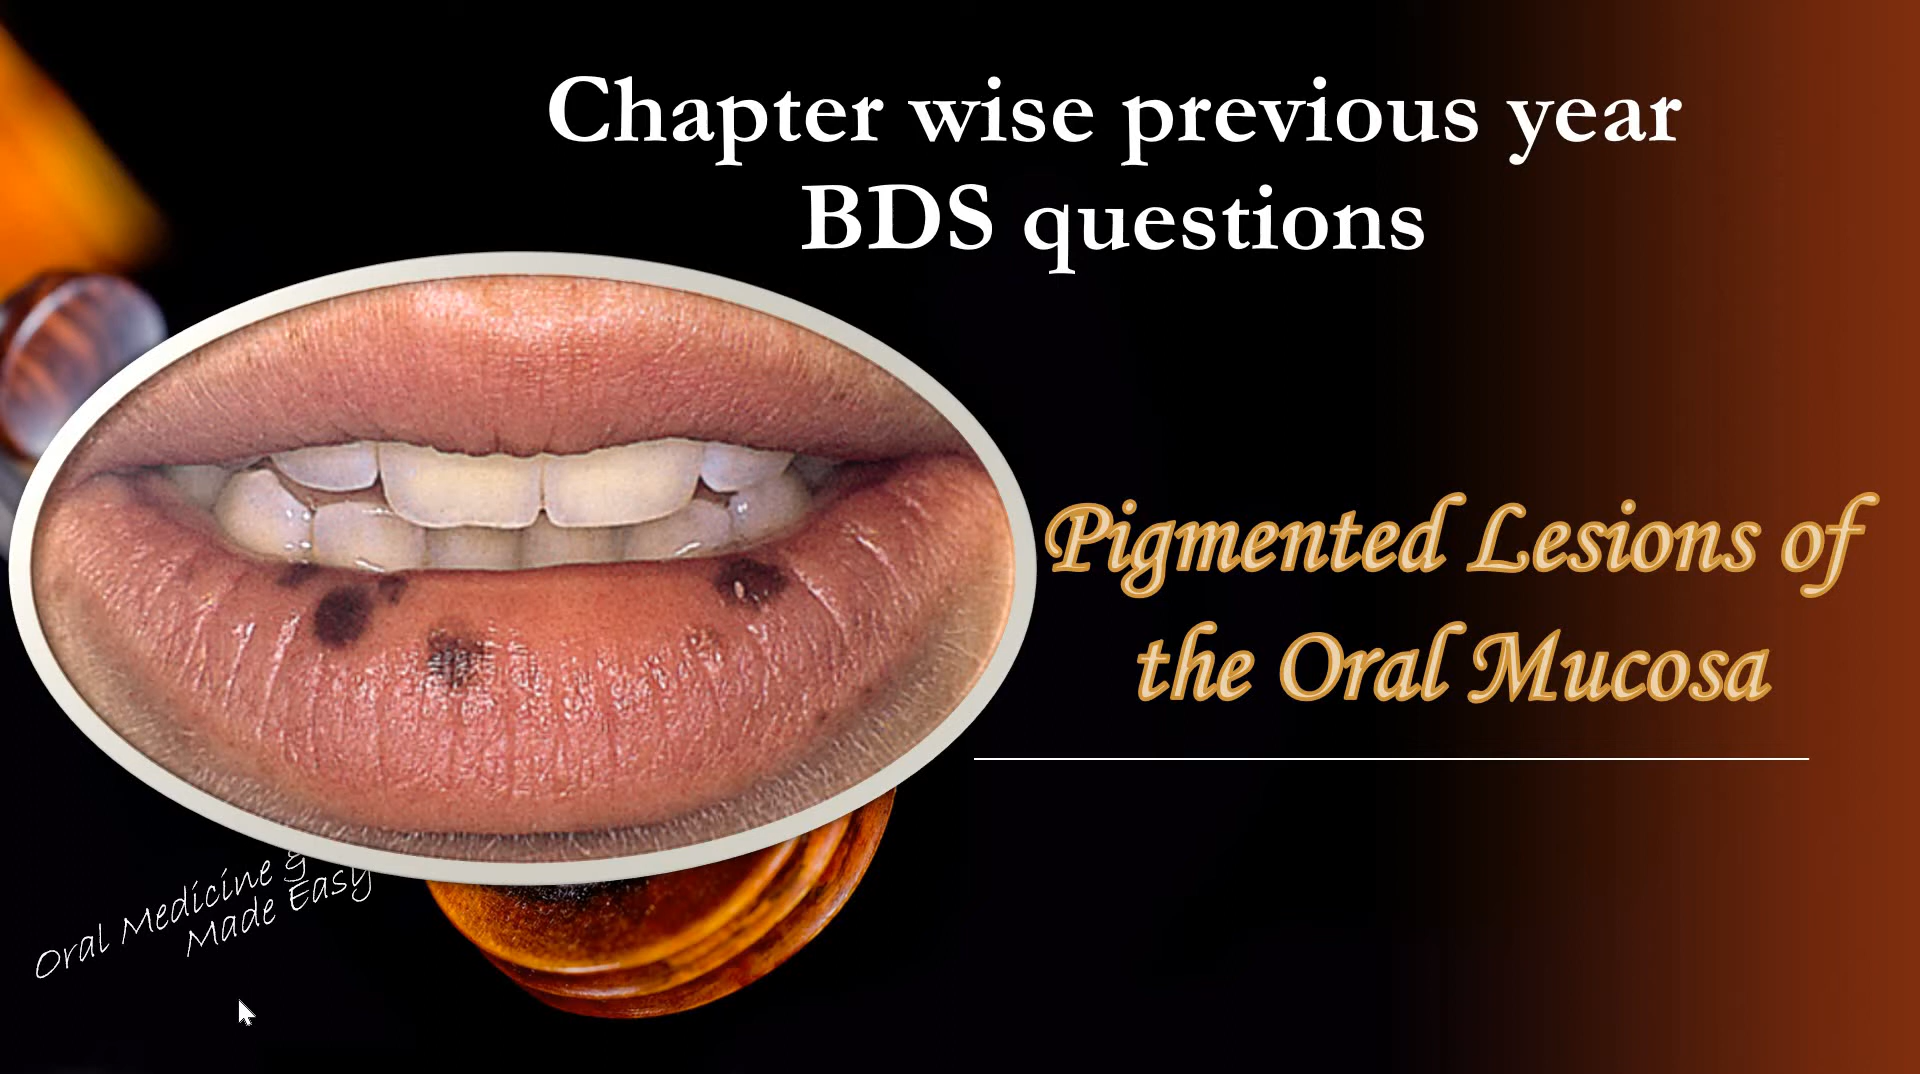 Chapter wise previous year
BDS questions
Pigmented Lesions of
the Oral Mucosa
Oral Medicine &
Made Easy